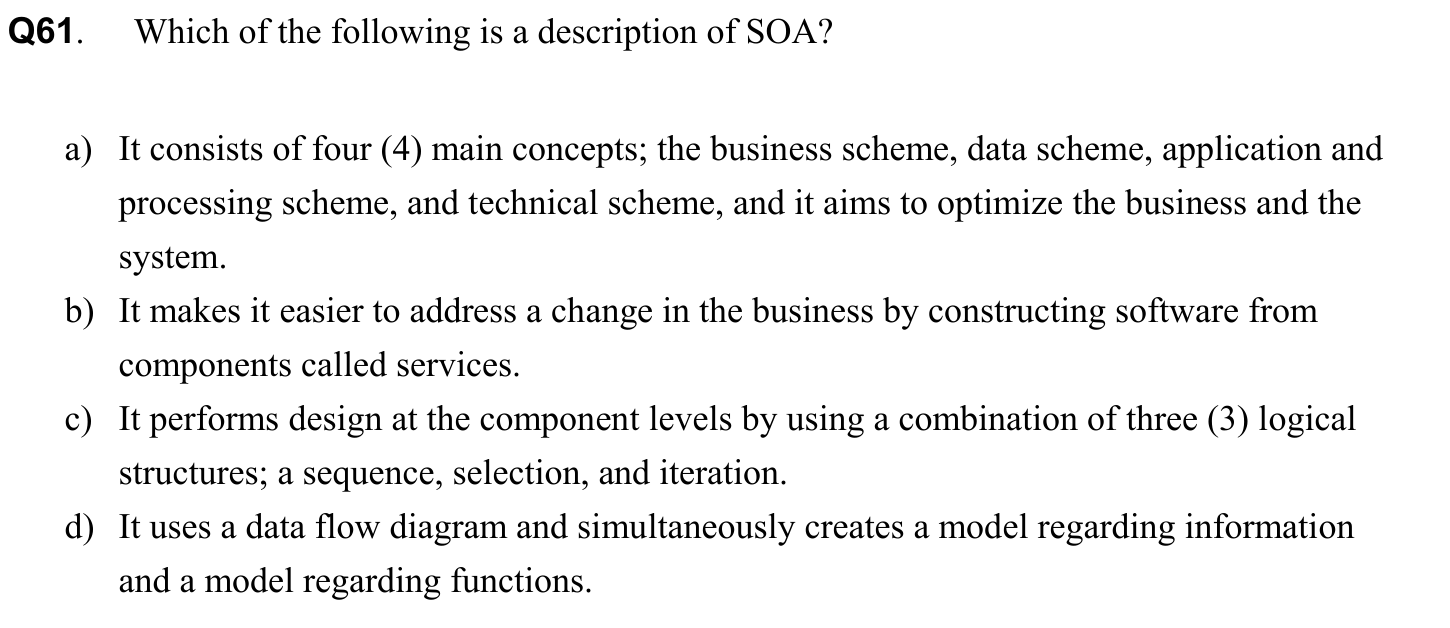 Q61. Which of the following is a description of SOA?
a) It consists of four (4) main concepts; the business scheme, data scheme, application and
processing scheme, and technical scheme, and it aims to optimize the business and the
system.
b) It makes it easier to address a change in the business by constructing software from
components called services.
c) It performs design at the component levels by using a combination of three (3) logical
structures; a sequence, selection, and iteration.
d) It uses a data flow diagram and simultaneously creates a model regarding information
and a model regarding functions.